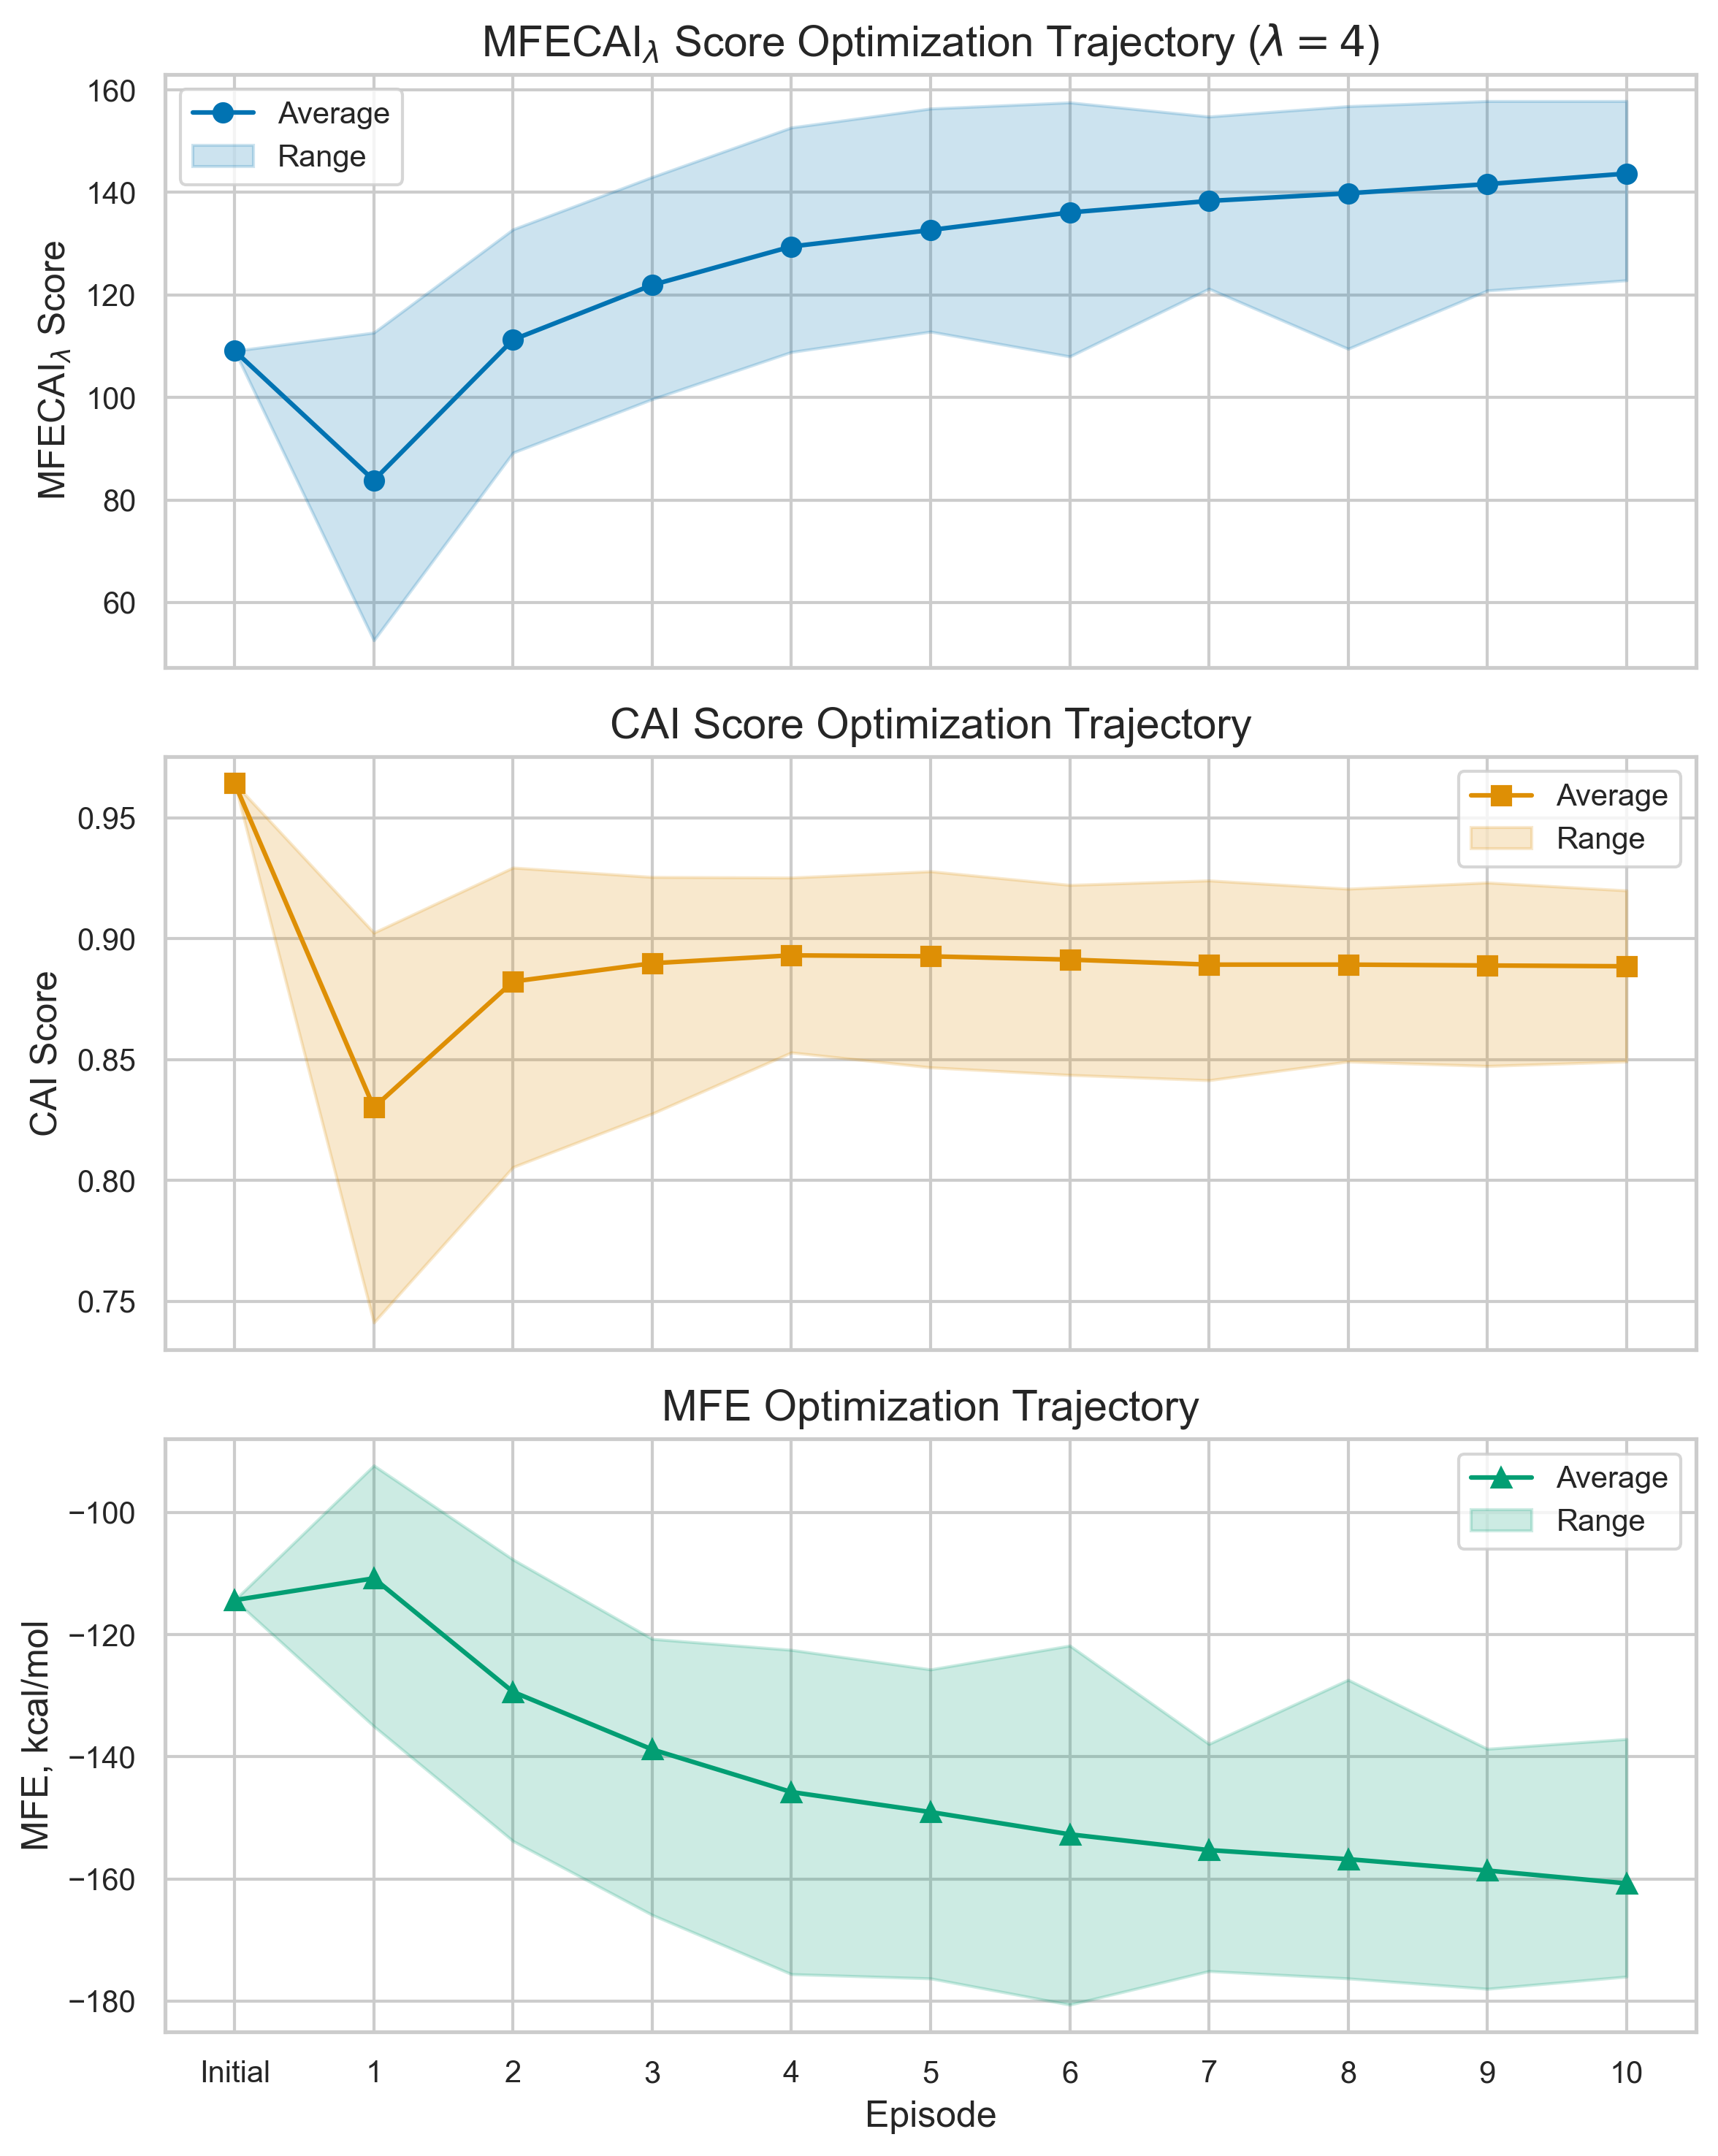 MFECAIλ Score Optimization Trajectory (λ = 4)
MFECAIλ Score
160
140
120
100
80
60
Average
Range
CAI Score Optimization Trajectory
CAI Score
0.95
0.90
0.85
0.80
0.75
Average
Range
MFE Optimization Trajectory
MFE, kcal/mol
−100
−120
−140
−160
−180
Average
Range
Initial 1 2 3 4 5 6 7 8 9 10
Episode